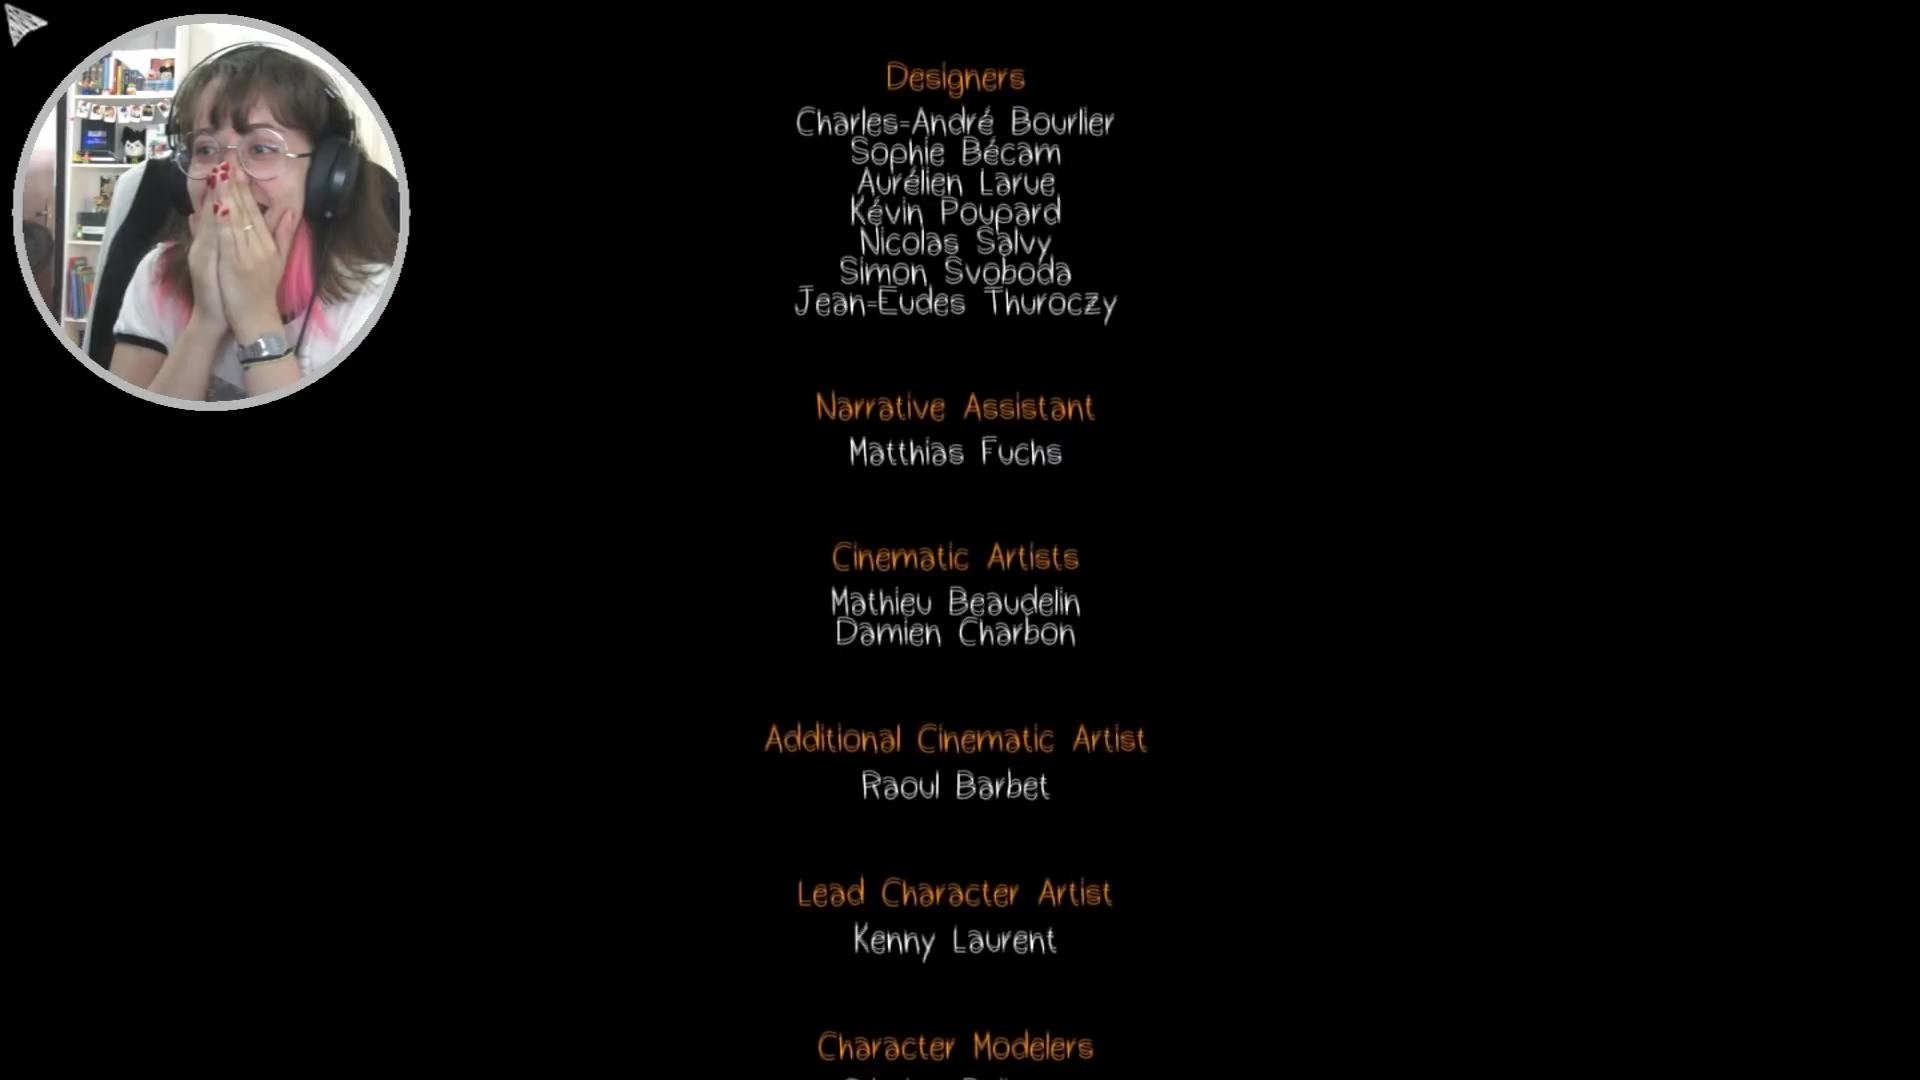 Designers
Charles-André Bourlier
Sophie Bécam
Aurélien Larue
Kévin Poupard
Nicolas Salvy
Simon Svoboda
Jean-Eudes Thuroczy
Narrative Assistant
Matthias Fuchs
Cinematic Artists
Mathieu Beaudelin
Damien Charbon
Additional Cinematic Artist
Raoul Barbet
Lead Character Artist
Kenny Laurent
Character Modelers